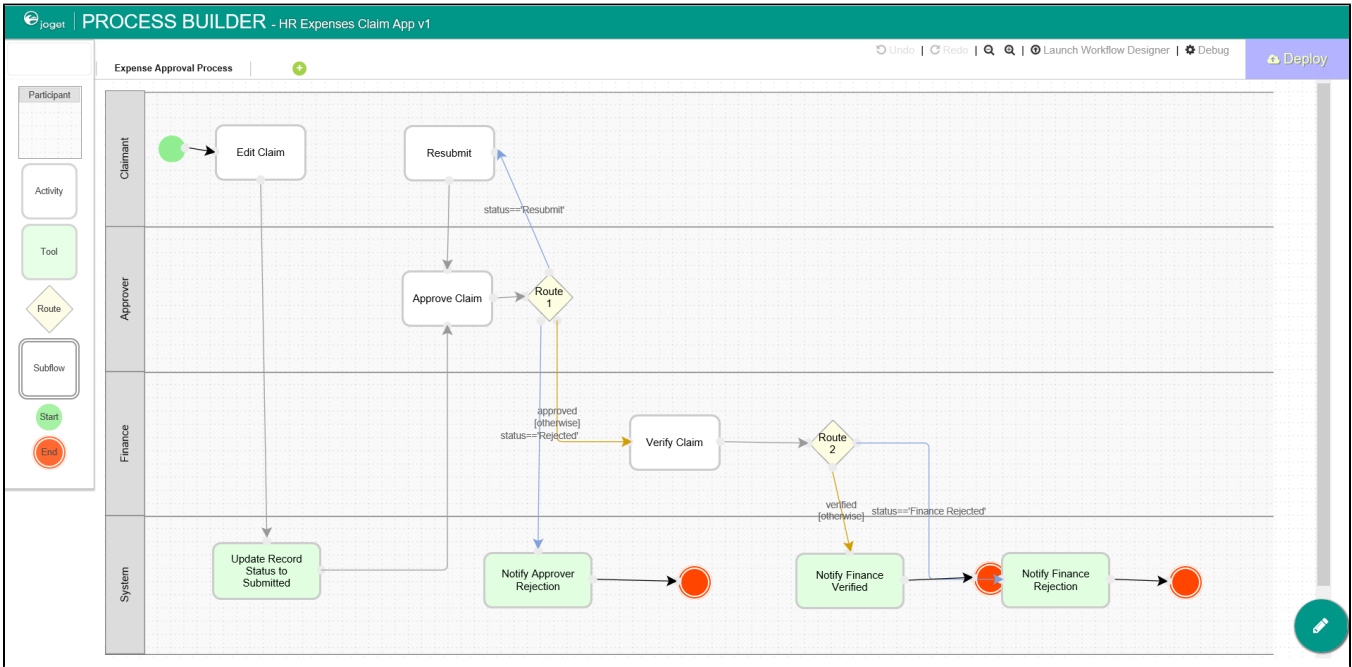 joget | PROCESS BUILDER - HR Expenses Claim App v1
Undo | Redo | | Launch Workflow Designer | Debug
Deploy
Expense Approval Process
Participant
Activity
Tool
Route
Subflow
Start
End
Claimant
Edit Claim
Resubmit
status=='Resubmit'
Approver
Approve Claim
Route
1
Finance
approved
[otherwise]
status=='Rejected'
Verify Claim
Route
2
verified
[otherwise]
status=='Finance Rejected'
System
Update Record
Status to
Submitted
Notify Approver
Rejection
Notify Finance
Verified
Notify Finance
Rejection